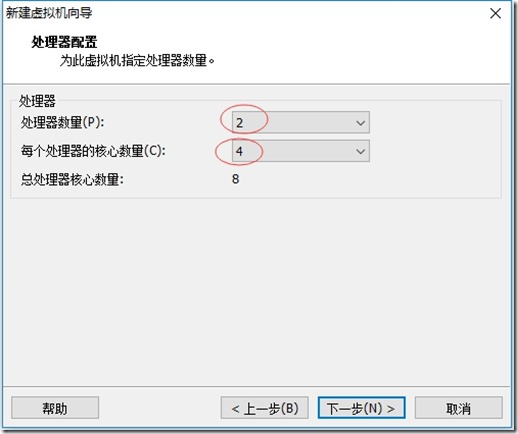 新建虚拟机向导
处理器配置
为此虚拟机指定处理器数量。
处理器
处理器数量(P): 2
每个处理器的核心数量(C): 4
总处理器核心数量: 8
帮助 < 上一步(B) 下一步(N) > 取消